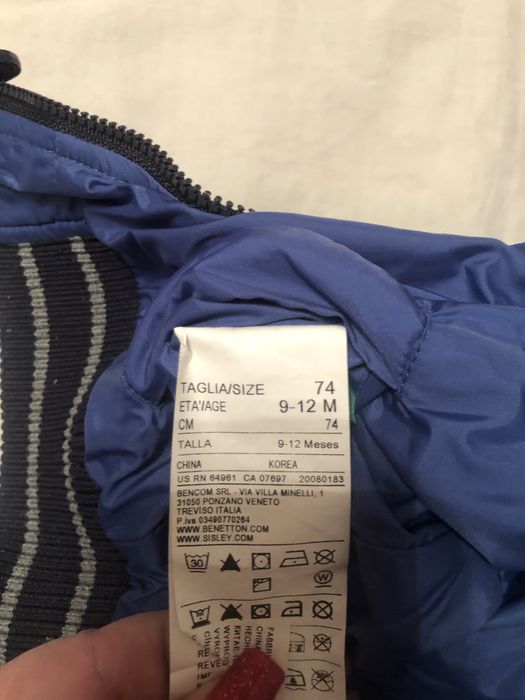 TAGLIA/SIZE 74
ETA'/AGE 9-12 M
CM 74
TALLA 9-12 Meses
CHINA KOREA
US RN 64961 CA 07697 20080183
BENCOM SRL - VIA VILLA MINELLI, 1
31050 PONZANO VENETO
TREVISO ITALIA
P.iva 03490770264
WWW.BENETTON.COM
WWW.SISLEY.COM
30
W
REVE
IMP